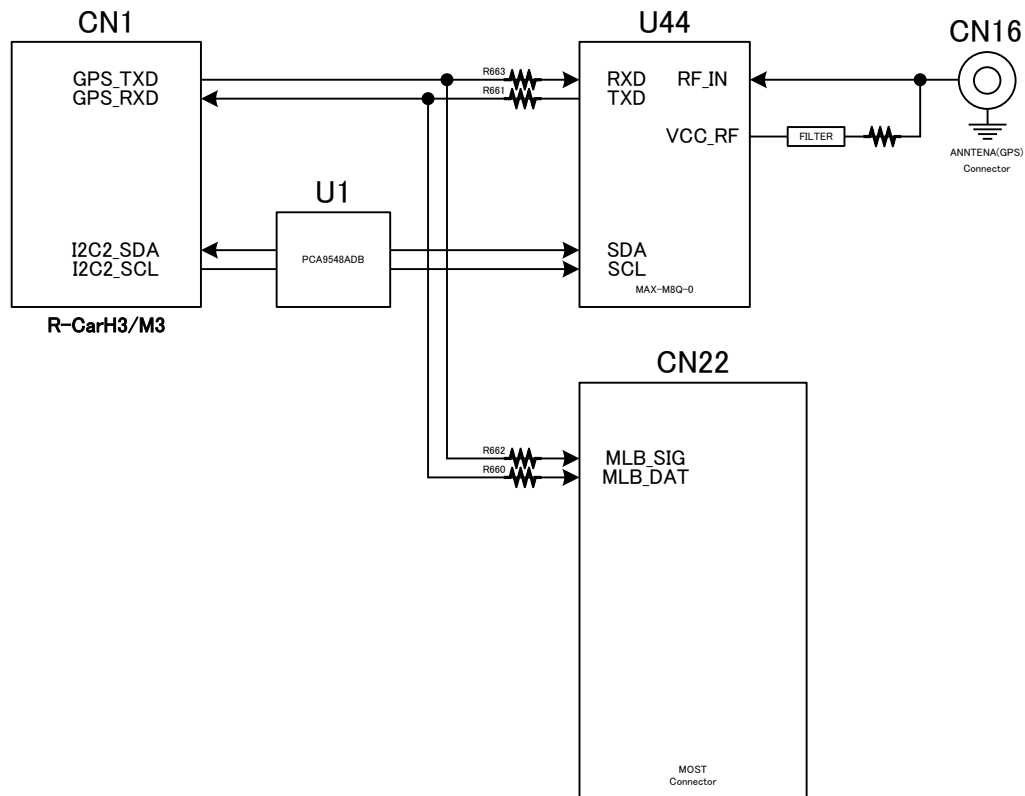 CN1
U44
CN16
GPS_TXD
GPS_RXD
R663
R661
RXD
TXD
RF_IN
VCC_RF
FILTER
ANNTENA(GPS)
Connector
U1
I2C2_SDA
I2C2_SCL
PCA9548ADB
SDA
SCL
MAX-M8Q-0
R-CarH3/M3
CN22
R662
R660
MLB_SIG
MLB_DAT
MOST
Connector